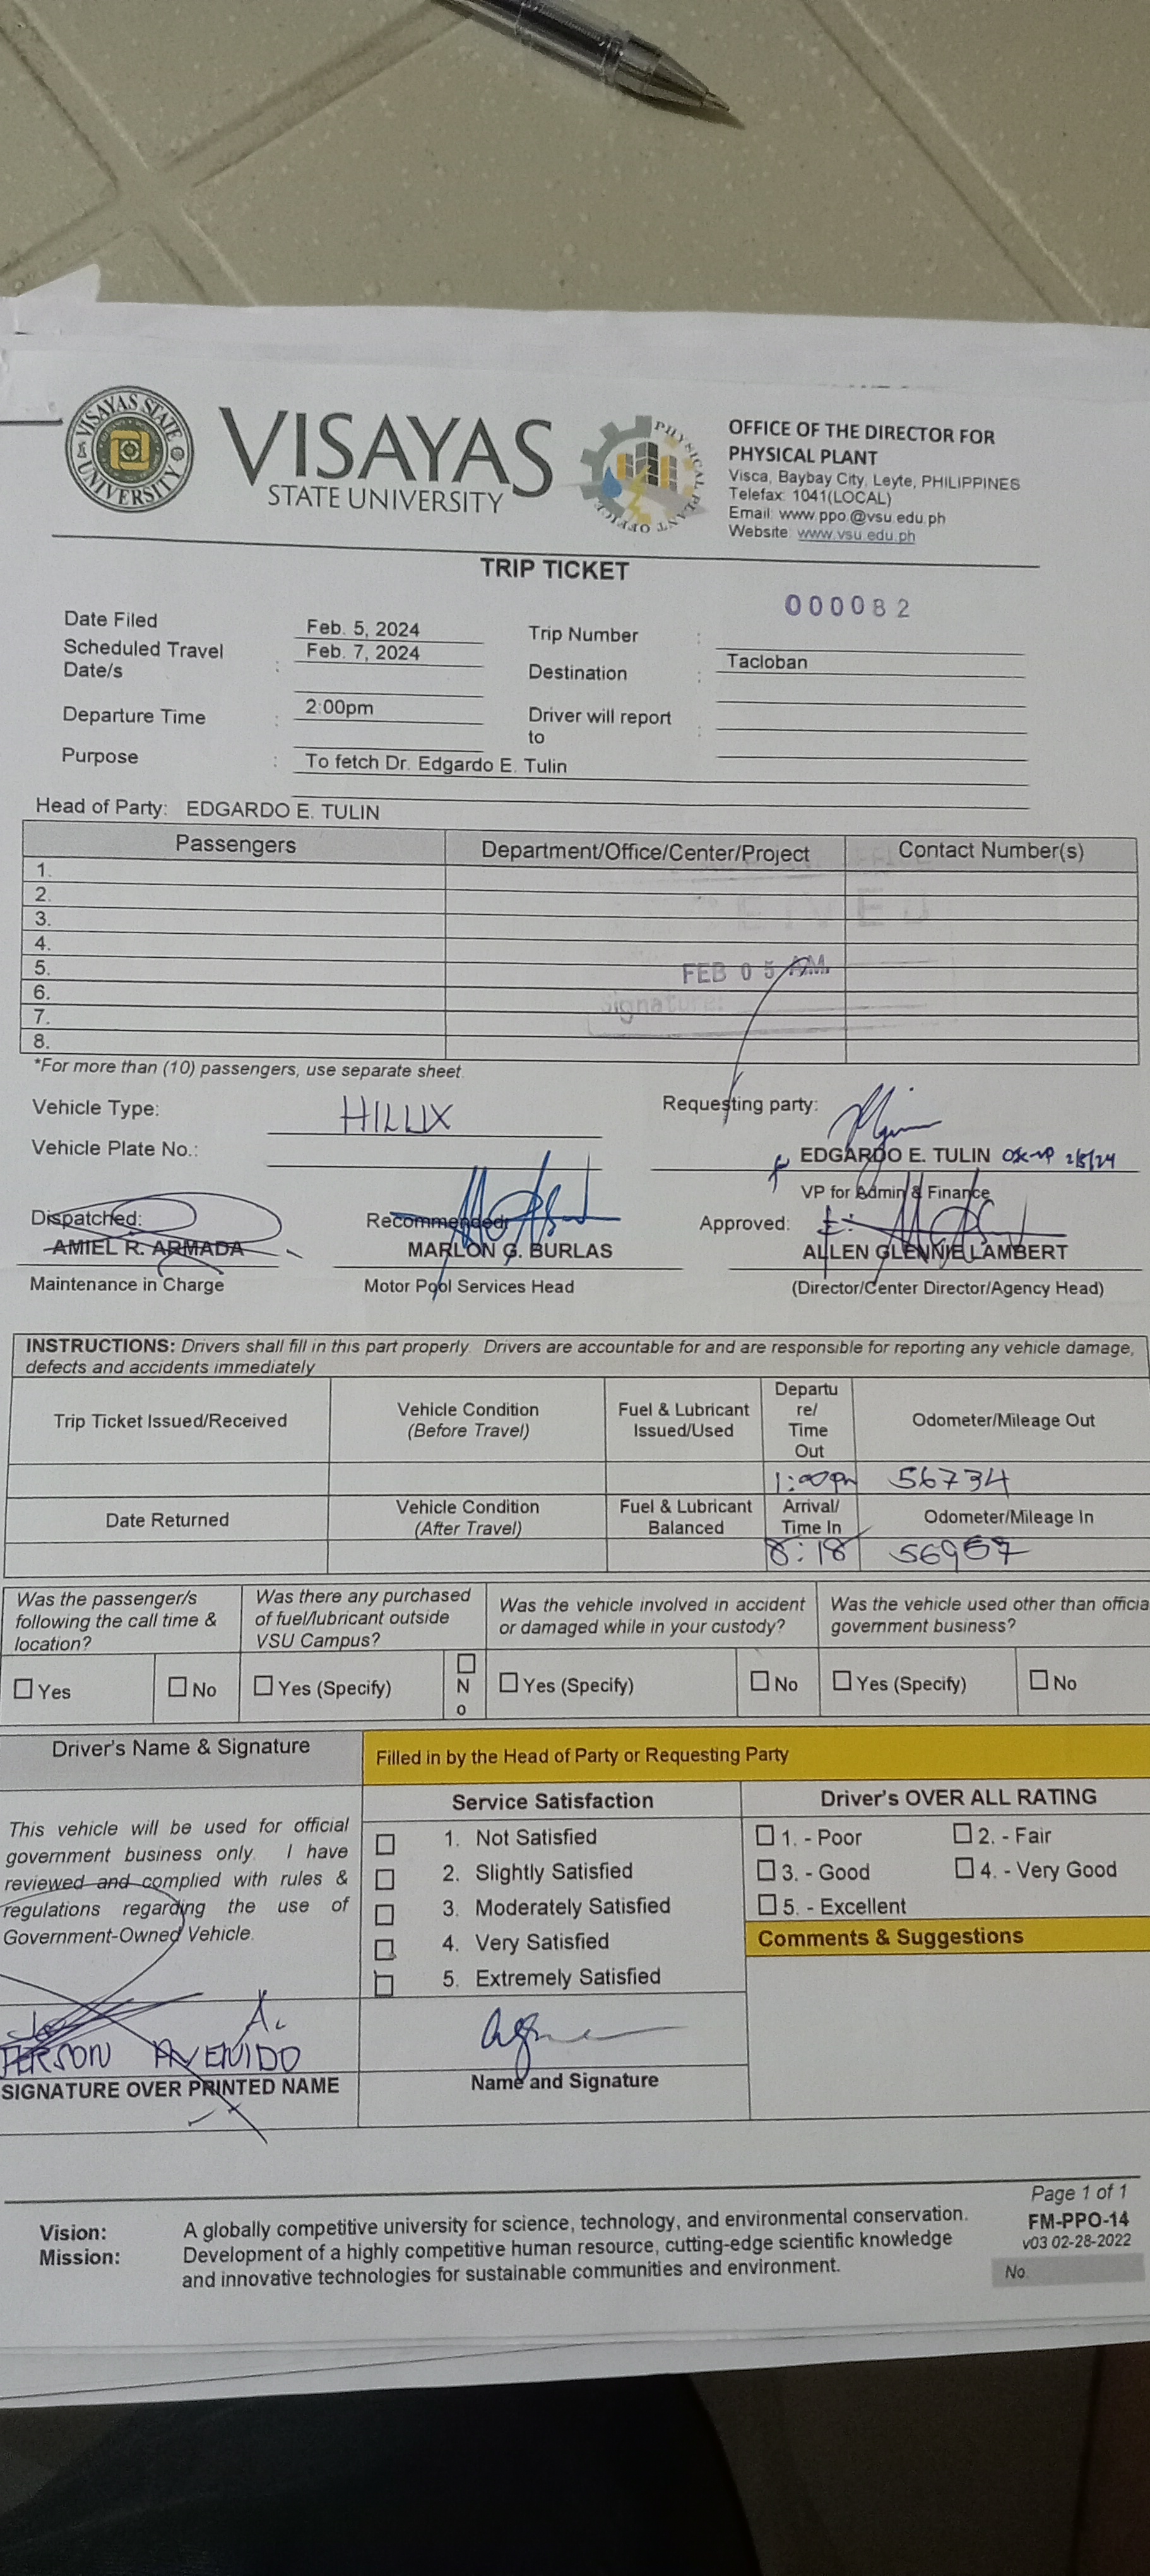 VISAYAS STATE UNIVERSITY
VISAYAS
STATE UNIVERSITY
PHYSICAL PLANT OFFICE
OFFICE OF THE DIRECTOR FOR
PHYSICAL PLANT
Visca, Baybay City, Leyte, PHILIPPINES
Telefax: 1041(LOCAL)
Email: www.ppo.@vsu.edu.ph
Website: www.vsu.edu.ph
TRIP TICKET
000082
Date Filed Feb. 5, 2024 Trip Number :
Scheduled Travel Date/s : Feb. 7, 2024 Destination : Tacloban
Departure Time : 2:00pm Driver will report to :
Purpose : To fetch Dr. Edgardo E. Tulin
Head of Party: EDGARDO E. TULIN
Passengers Department/Office/Center/Project Contact Number(s)
1.
2.
3.
4.
5. FEB 05 AM
6. Signature:
7.
8.
*For more than (10) passengers, use separate sheet.
Vehicle Type: HILUX Requesting party:
Vehicle Plate No.: EDGARDO E. TULIN 2/5/24
VP for Admin & Finance
Dispatched: Recommended: Approved:
AMIEL R. ARMADA MARLON G. BURLAS ALLEN GLENNIE LAMBERT
Maintenance in Charge Motor Pool Services Head (Director/Center Director/Agency Head)
INSTRUCTIONS: Drivers shall fill in this part properly. Drivers are accountable for and are responsible for reporting any vehicle damage,
defects and accidents immediately
Trip Ticket Issued/Received Vehicle Condition (Before Travel) Fuel & Lubricant Issued/Used Departu re/ Time Out Odometer/Mileage Out
1:00pm 56734
Date Returned Vehicle Condition (After Travel) Fuel & Lubricant Balanced Arrival/ Time In Odometer/Mileage In
8:18 56957
Was the passenger/s following the call time & location? Was there any purchased of fuel/lubricant outside VSU Campus? Was the vehicle involved in accident or damaged while in your custody? Was the vehicle used other than officia government business?
Yes No Yes (Specify) No Yes (Specify) No Yes (Specify) No
Driver's Name & Signature Filled in by the Head of Party or Requesting Party
Service Satisfaction Driver's OVER ALL RATING
This vehicle will be used for official
government business only. I have
reviewed and complied with rules &
regulations regarding the use of
Government-Owned Vehicle.
1. Not Satisfied
2. Slightly Satisfied
3. Moderately Satisfied
4. Very Satisfied
5. Extremely Satisfied
1. - Poor 2. - Fair
3. - Good 4. - Very Good
5. - Excellent
Comments & Suggestions
A.
JERSON AVENIDO
SIGNATURE OVER PRINTED NAME Name and Signature
Page 1 of 1
FM-PPO-14
v03 02-28-2022
No.
Vision: A globally competitive university for science, technology, and environmental conservation.
Mission: Development of a highly competitive human resource, cutting-edge scientific knowledge
and innovative technologies for sustainable communities and environment.